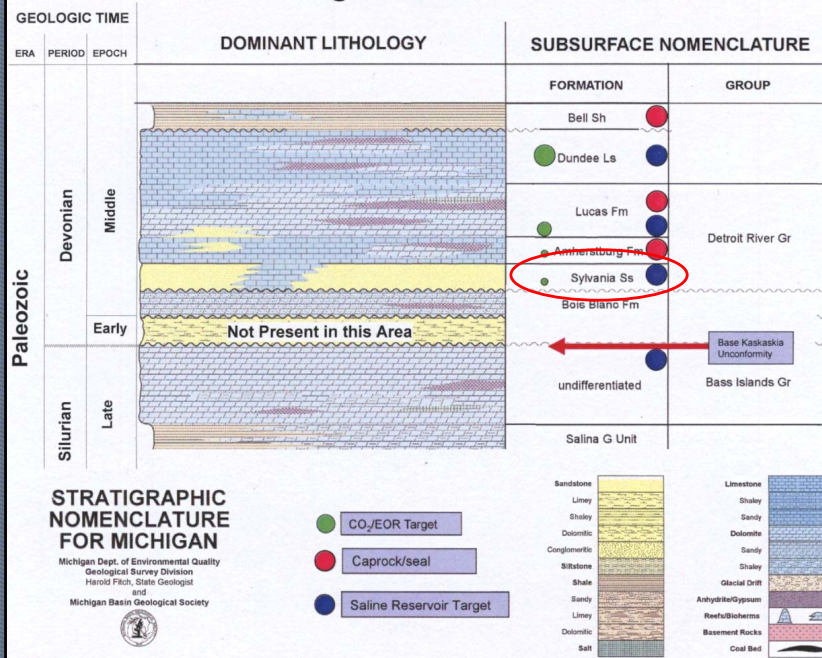 GEOLOGIC TIME
ERA PERIOD EPOCH
DOMINANT LITHOLOGY
SUBSURFACE NOMENCLATURE
FORMATION
GROUP
Paleozoic
Devonian
Silurian
Middle
Early
Late
Not Present in this Area
Bell Sh
Dundee Ls
Lucas Fm
Amherstburg Fm
Sylvania Ss
Bois Blanc Fm
undifferentiated
Salina G Unit
Detroit River Gr
Base Kaskaskia
Unconformity
Bass Islands Gr
STRATIGRAPHIC
NOMENCLATURE
FOR MICHIGAN
Michigan Dept. of Environmental Quality
Geological Survey Division
Harold Fitch, State Geologist
and
Michigan Basin Geological Society
CO₂/EOR Target
Caprock/seal
Saline Reservoir Target
Sandstone
Limey
Shaley
Dolomitic
Conglomeritic
Siltstone
Shale
Sandy
Limey
Dolomitic
Salt
Limestone
Shaley
Sandy
Dolomite
Sandy
Shaley
Glacial Drift
Anhydrite/Gypsum
Reefs/Bioherms
Basement Rocks
Coal Bed